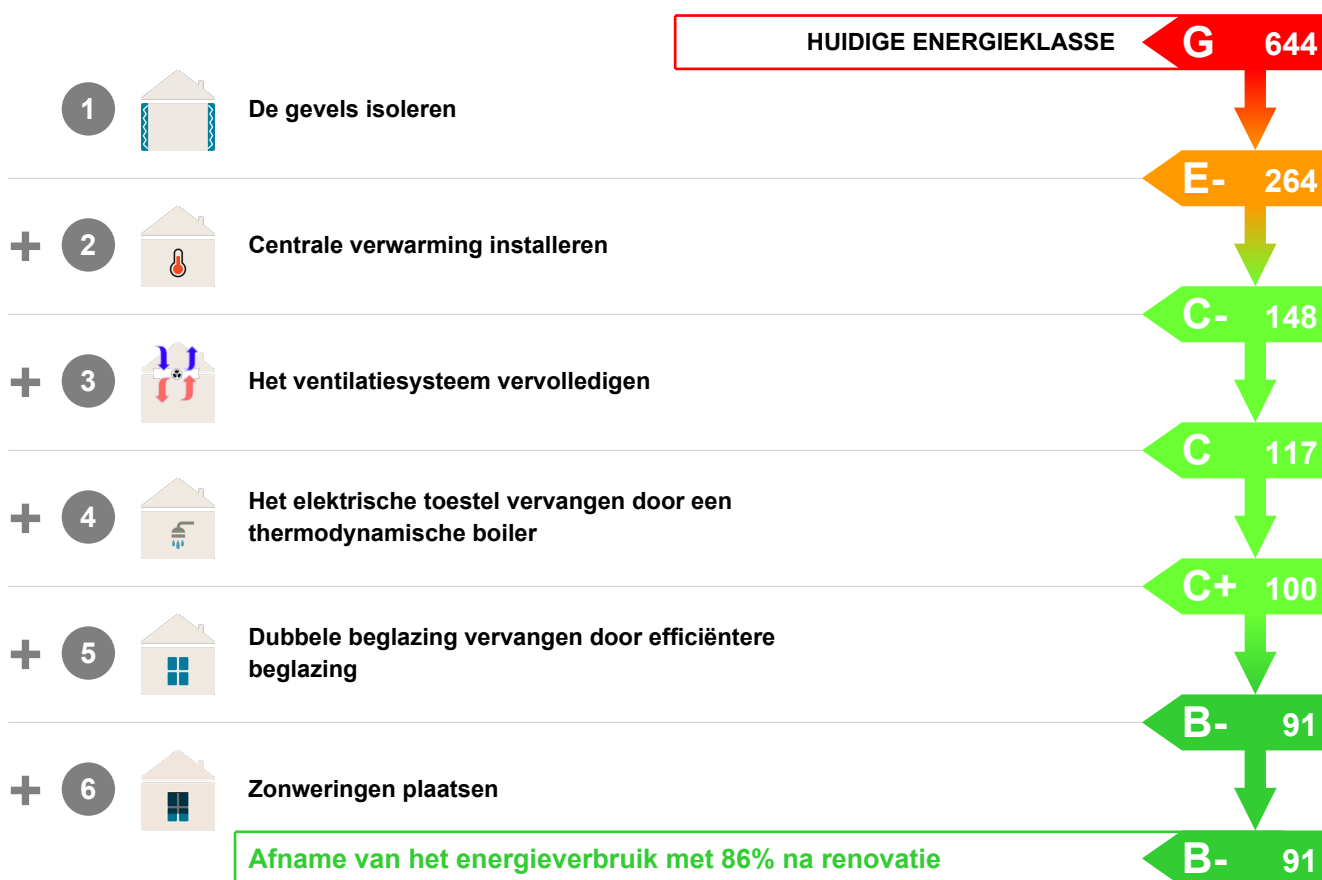 HUIDIGE ENERGIEKLASSE G 644
1 De gevels isoleren
E- 264
+ 2 Centrale verwarming installeren
C- 148
+ 3 Het ventilatiesysteem vervolledigen
C 117
+ 4 Het elektrische toestel vervangen door een
thermodynamische boiler
C+ 100
+ 5 Dubbele beglazing vervangen door efficiëntere
beglazing
B- 91
+ 6 Zonweringen plaatsen
Afname van het energieverbruik met 86% na renovatie B- 91